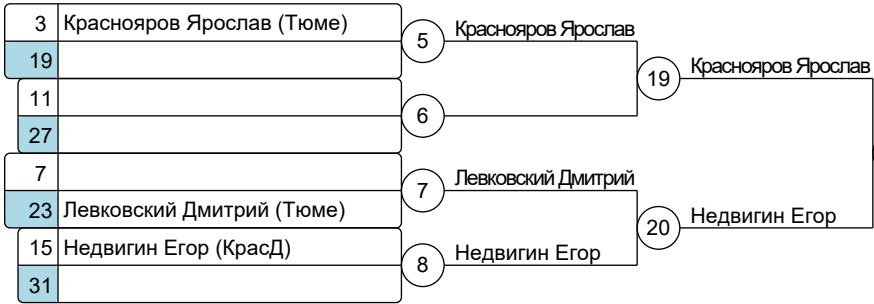 3 Краснояров Ярослав (Тюме)
19
11
27
7
23 Левковский Дмитрий (Тюме)
15 Недвигин Егор (КрасД)
31
5 Краснояров Ярослав
6
7 Левковский Дмитрий
8 Недвигин Егор
19 Краснояров Ярослав
20 Недвигин Егор